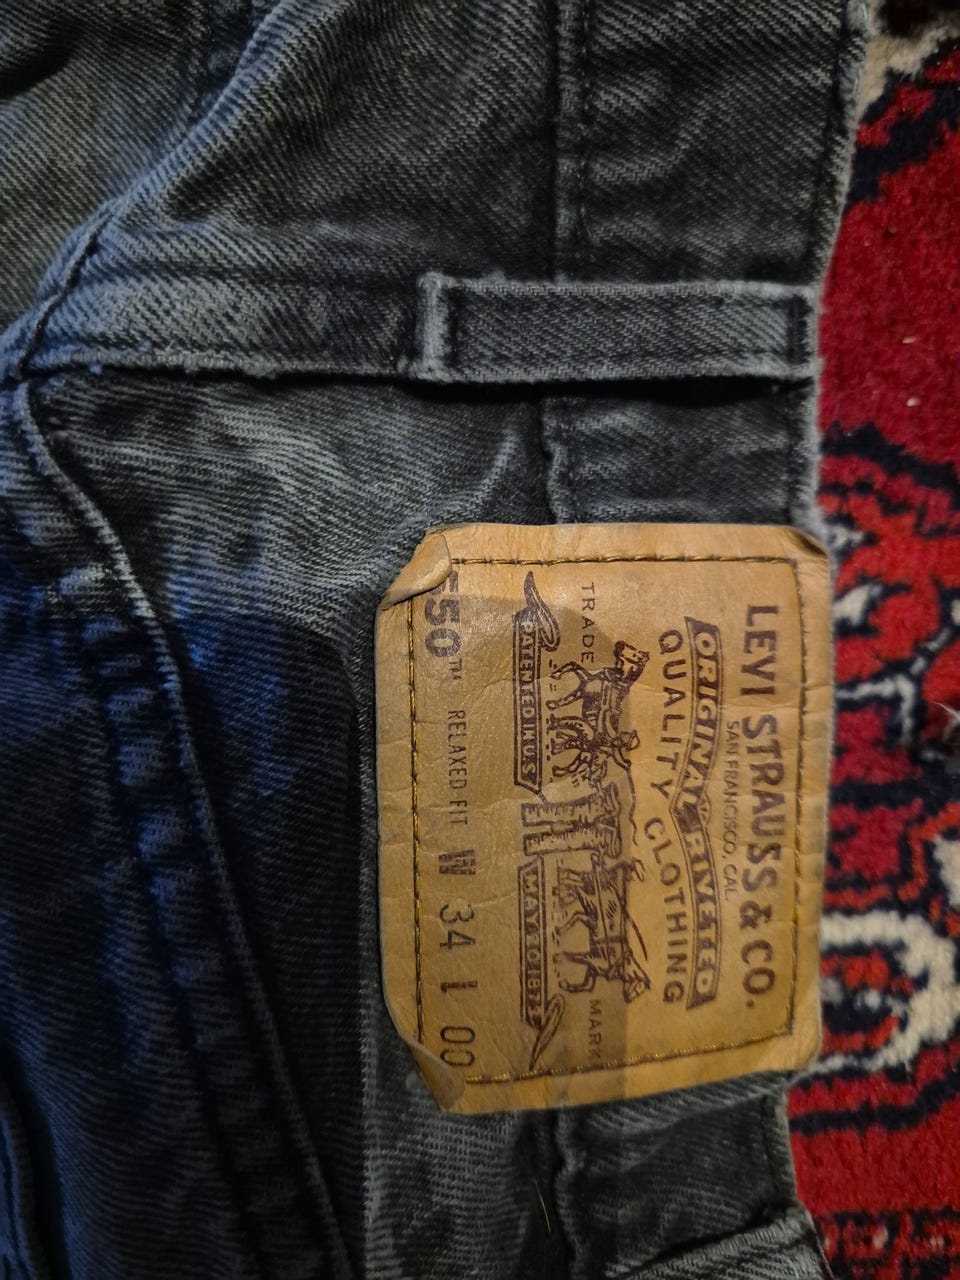 LEVI STRAUSS & CO.
SAN FRANCISCO, CAL.
ORIGINAL RIVETED
QUALITY CLOTHING
TRADE MARK
PATENTED IN U.S. MAY 20 1873
550™ RELAXED FIT W 34 L 00